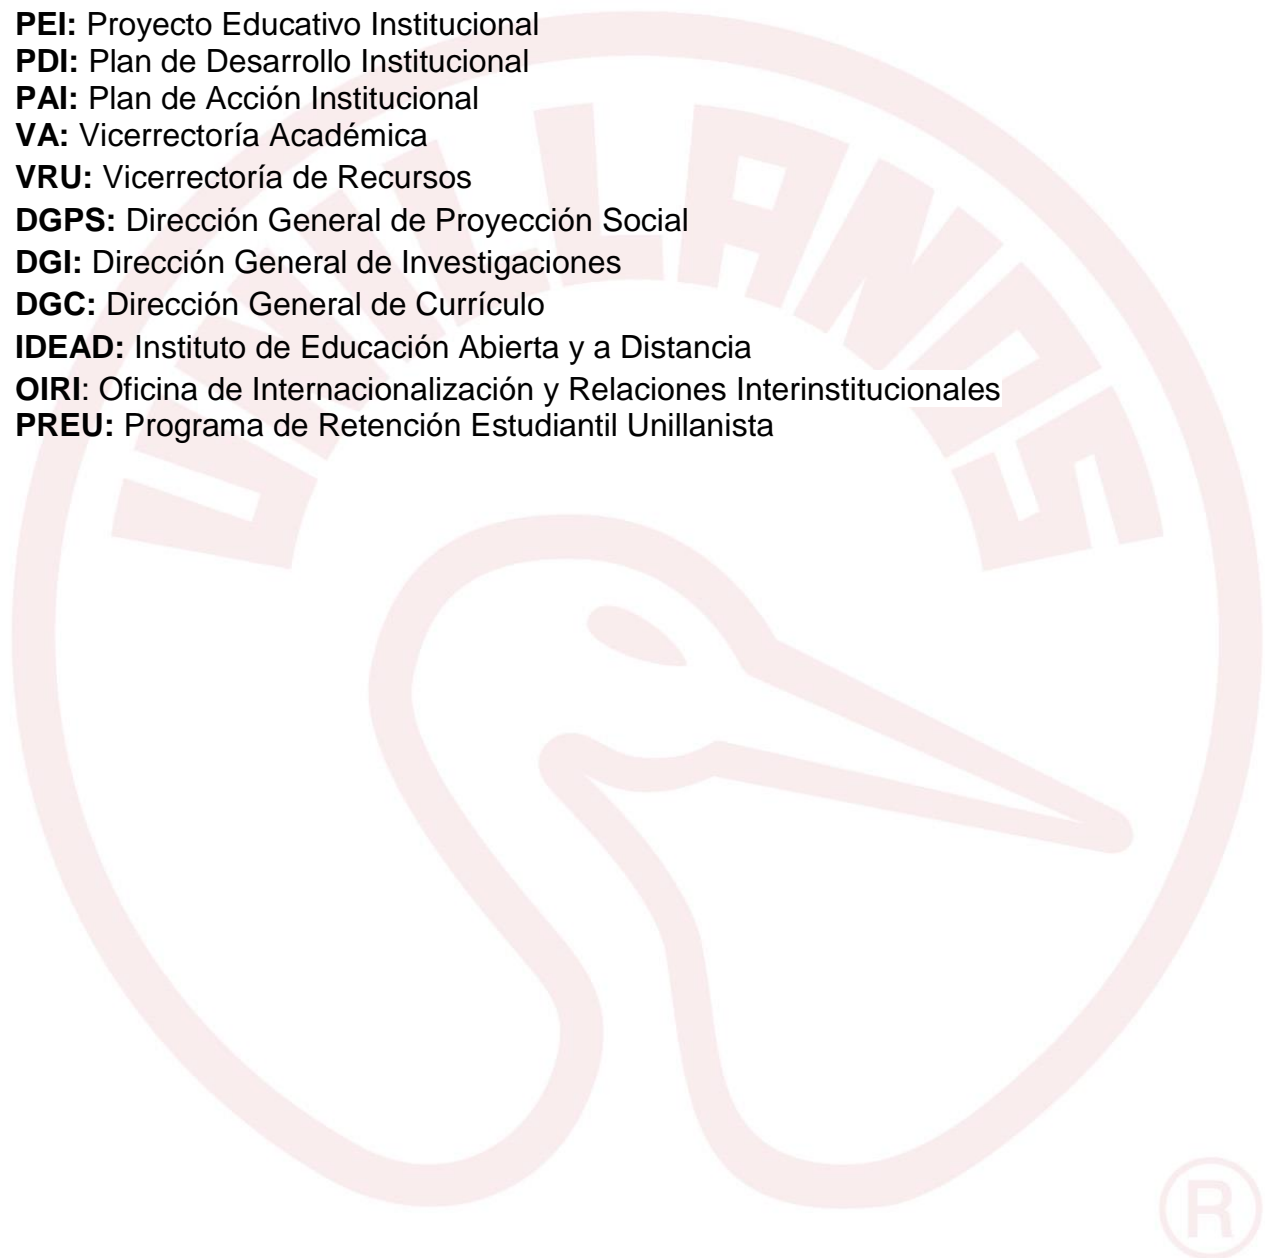 PEI: Proyecto Educativo Institucional
PDI: Plan de Desarrollo Institucional
PAI: Plan de Acción Institucional
VA: Vicerrectoría Académica
VRU: Vicerrectoría de Recursos
DGPS: Dirección General de Proyección Social
DGI: Dirección General de Investigaciones
DGC: Dirección General de Currículo
IDEAD: Instituto de Educación Abierta y a Distancia
OIRI: Oficina de Internacionalización y Relaciones Interinstitucionales
PREU: Programa de Retención Estudiantil Unillanista
UNILLANOS
®